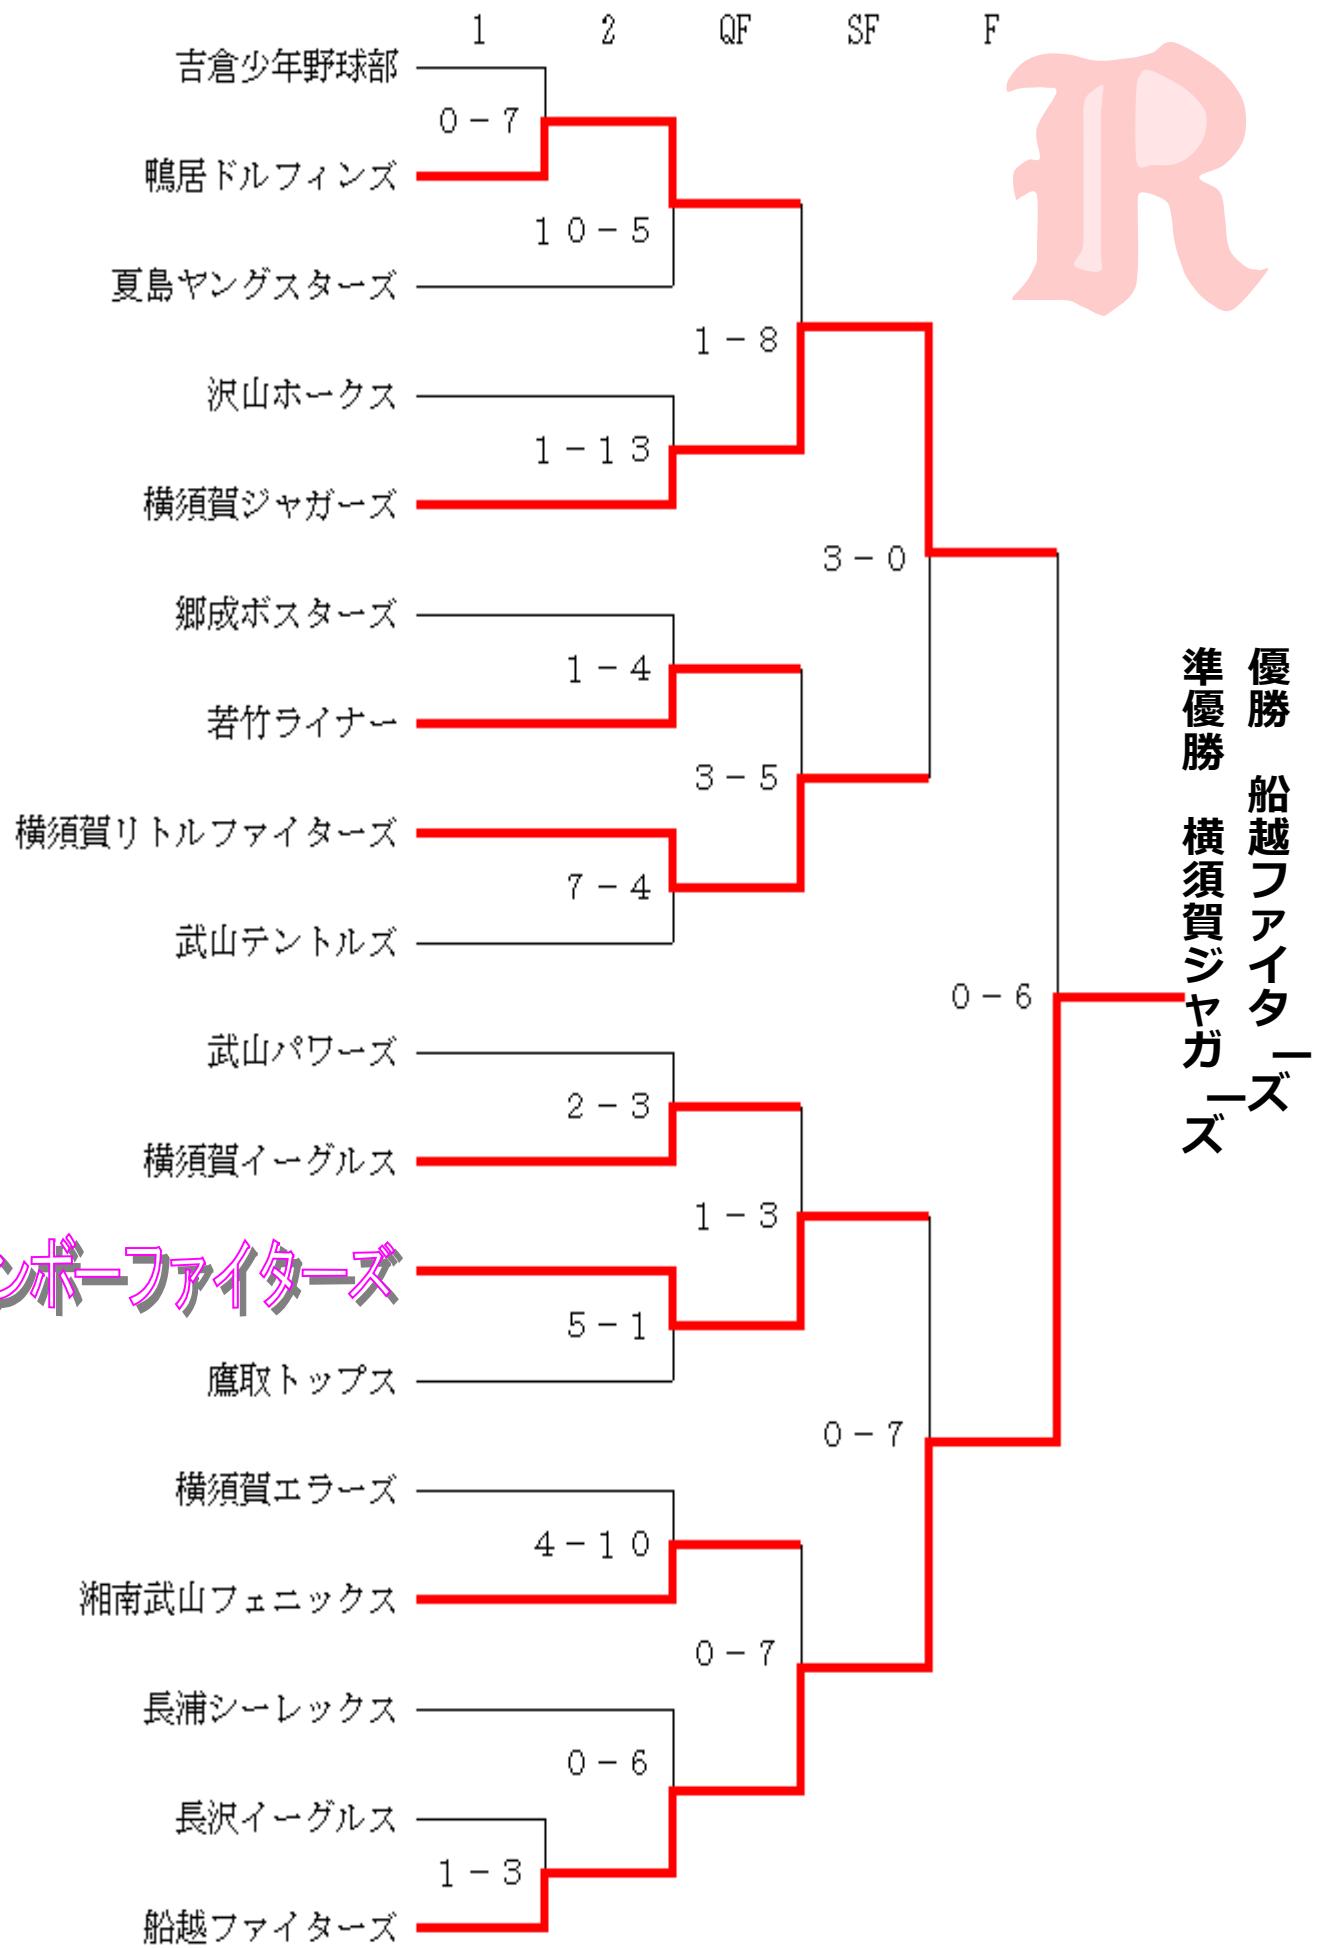 1 2 QF SF F
吉倉少年野球部
0-7
鴨居ドルフィンズ
10-5
夏島ヤングスターズ
1-8
沢山ホークス
1-13
横須賀ジャガーズ
3-0
郷成ボスターズ
1-4
若竹ライナー
3-5
横須賀リトルファイターズ
7-4
武山テントルズ
0-6
武山パワーズ
2-3
横須賀イーグルス
1-3
ンボーファイターズ
5-1
鷹取トップス
0-7
横須賀エラーズ
4-10
湘南武山フェニックス
0-7
長浦シーレックス
0-6
長沢イーグルス
1-3
船越ファイターズ
優勝 船越ファイターズ
準優勝 横須賀ジャガーズ
R